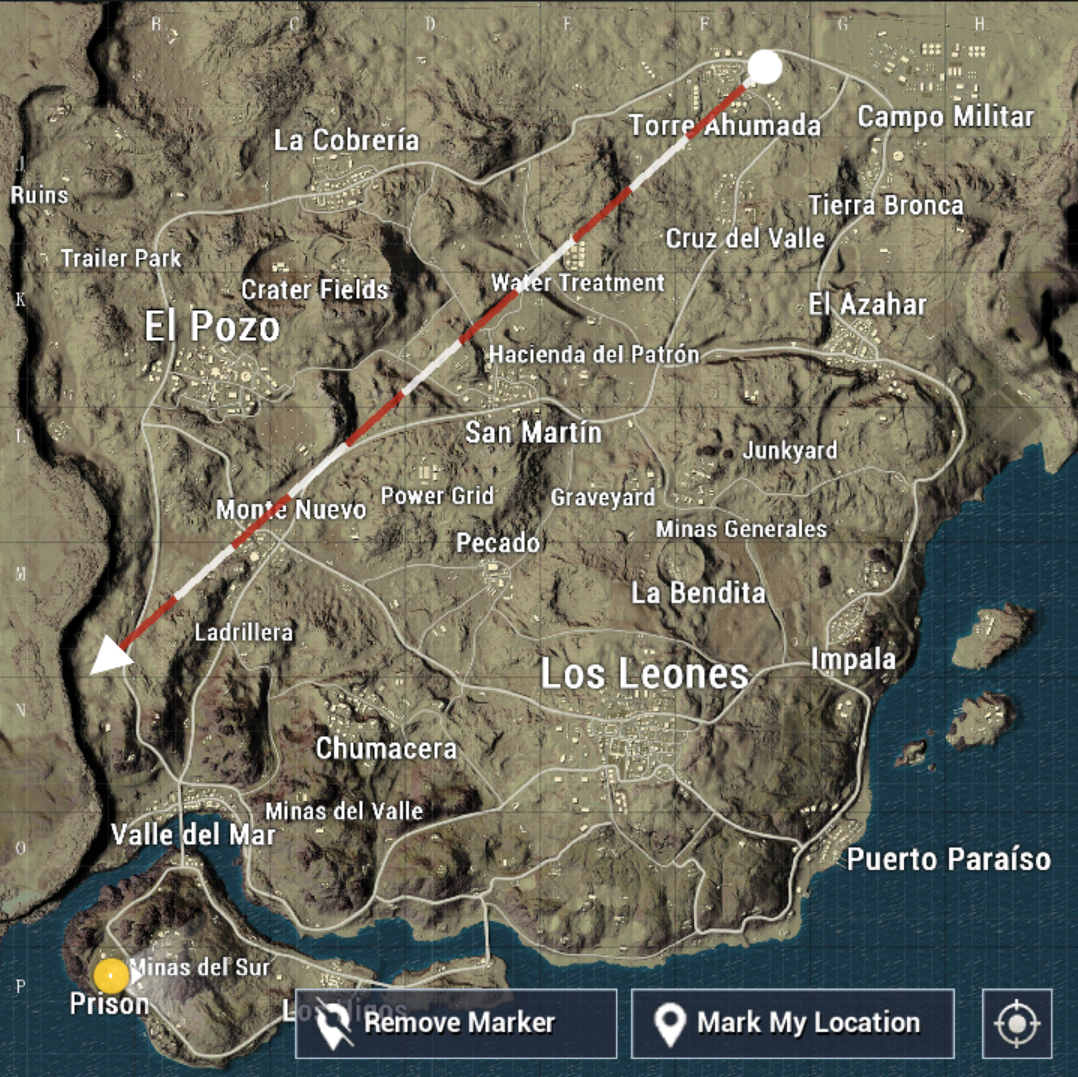 B C D E F G H
Campo Militar
Torre Ahumada
La Cobrería
J
Ruins
Tierra Bronca
Cruz del Valle
Trailer Park
Water Treatment
Crater Fields
K
El Azahar
El Pozo
Hacienda del Patrón
San Martín
L
Junkyard
Power Grid
Graveyard
Monte Nuevo
Minas Generales
Pecado
M
La Bendita
Ladrillera
Impala
Los Leones
N
Chumacera
Minas del Valle
Valle del Mar
O
Puerto Paraíso
Minas del Sur
P
Prison
Los Higos
Remove Marker
Mark My Location